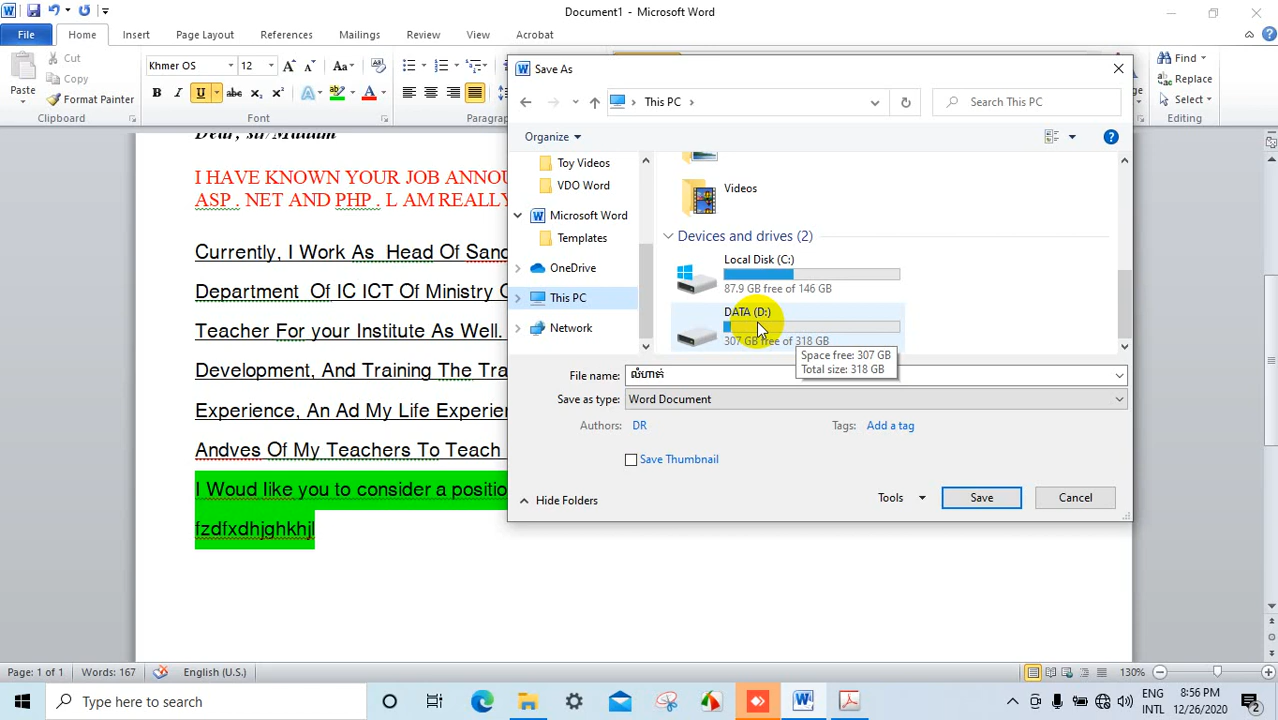 Document1 - Microsoft Word
File Home Insert Page Layout References Mailings Review View Acrobat
Cut
Copy
Format Painter
Paste
Clipboard
Khmer OS 12
Font
Find
Replace
Select
Editing
Dear, sir/Madam
I HAVE KNOWN YOUR JOB ANNOU
ASP . NET AND PHP . L AM REALLY
Currently, I Work As Head Of Sand
Department Of IC ICT Of Ministry O
Teacher For your Institute As Well.
Development, And Training The Tra
Experience, An Ad My Life Experie
Andves Of My Teachers To Teach
I Woud like you to consider a positio
fzdfxdhjghkhjl
Save As
This PC
Search This PC
Organize
Toy Videos
VDO Word
Microsoft Word
Templates
OneDrive
This PC
Network
Videos
Devices and drives (2)
Local Disk (C:)
87.9 GB free of 146 GB
DATA (D:)
307 GB free of 318 GB
Space free: 307 GB
Total size: 318 GB
File name: លំហាត់
Save as type: Word Document
Authors: DR
Tags: Add a tag
Save Thumbnail
Hide Folders
Tools Save Cancel
Page: 1 of 1 Words: 167 English (U.S.) 130%
Type here to search
ENG
INTL
8:56 PM
12/26/2020
2